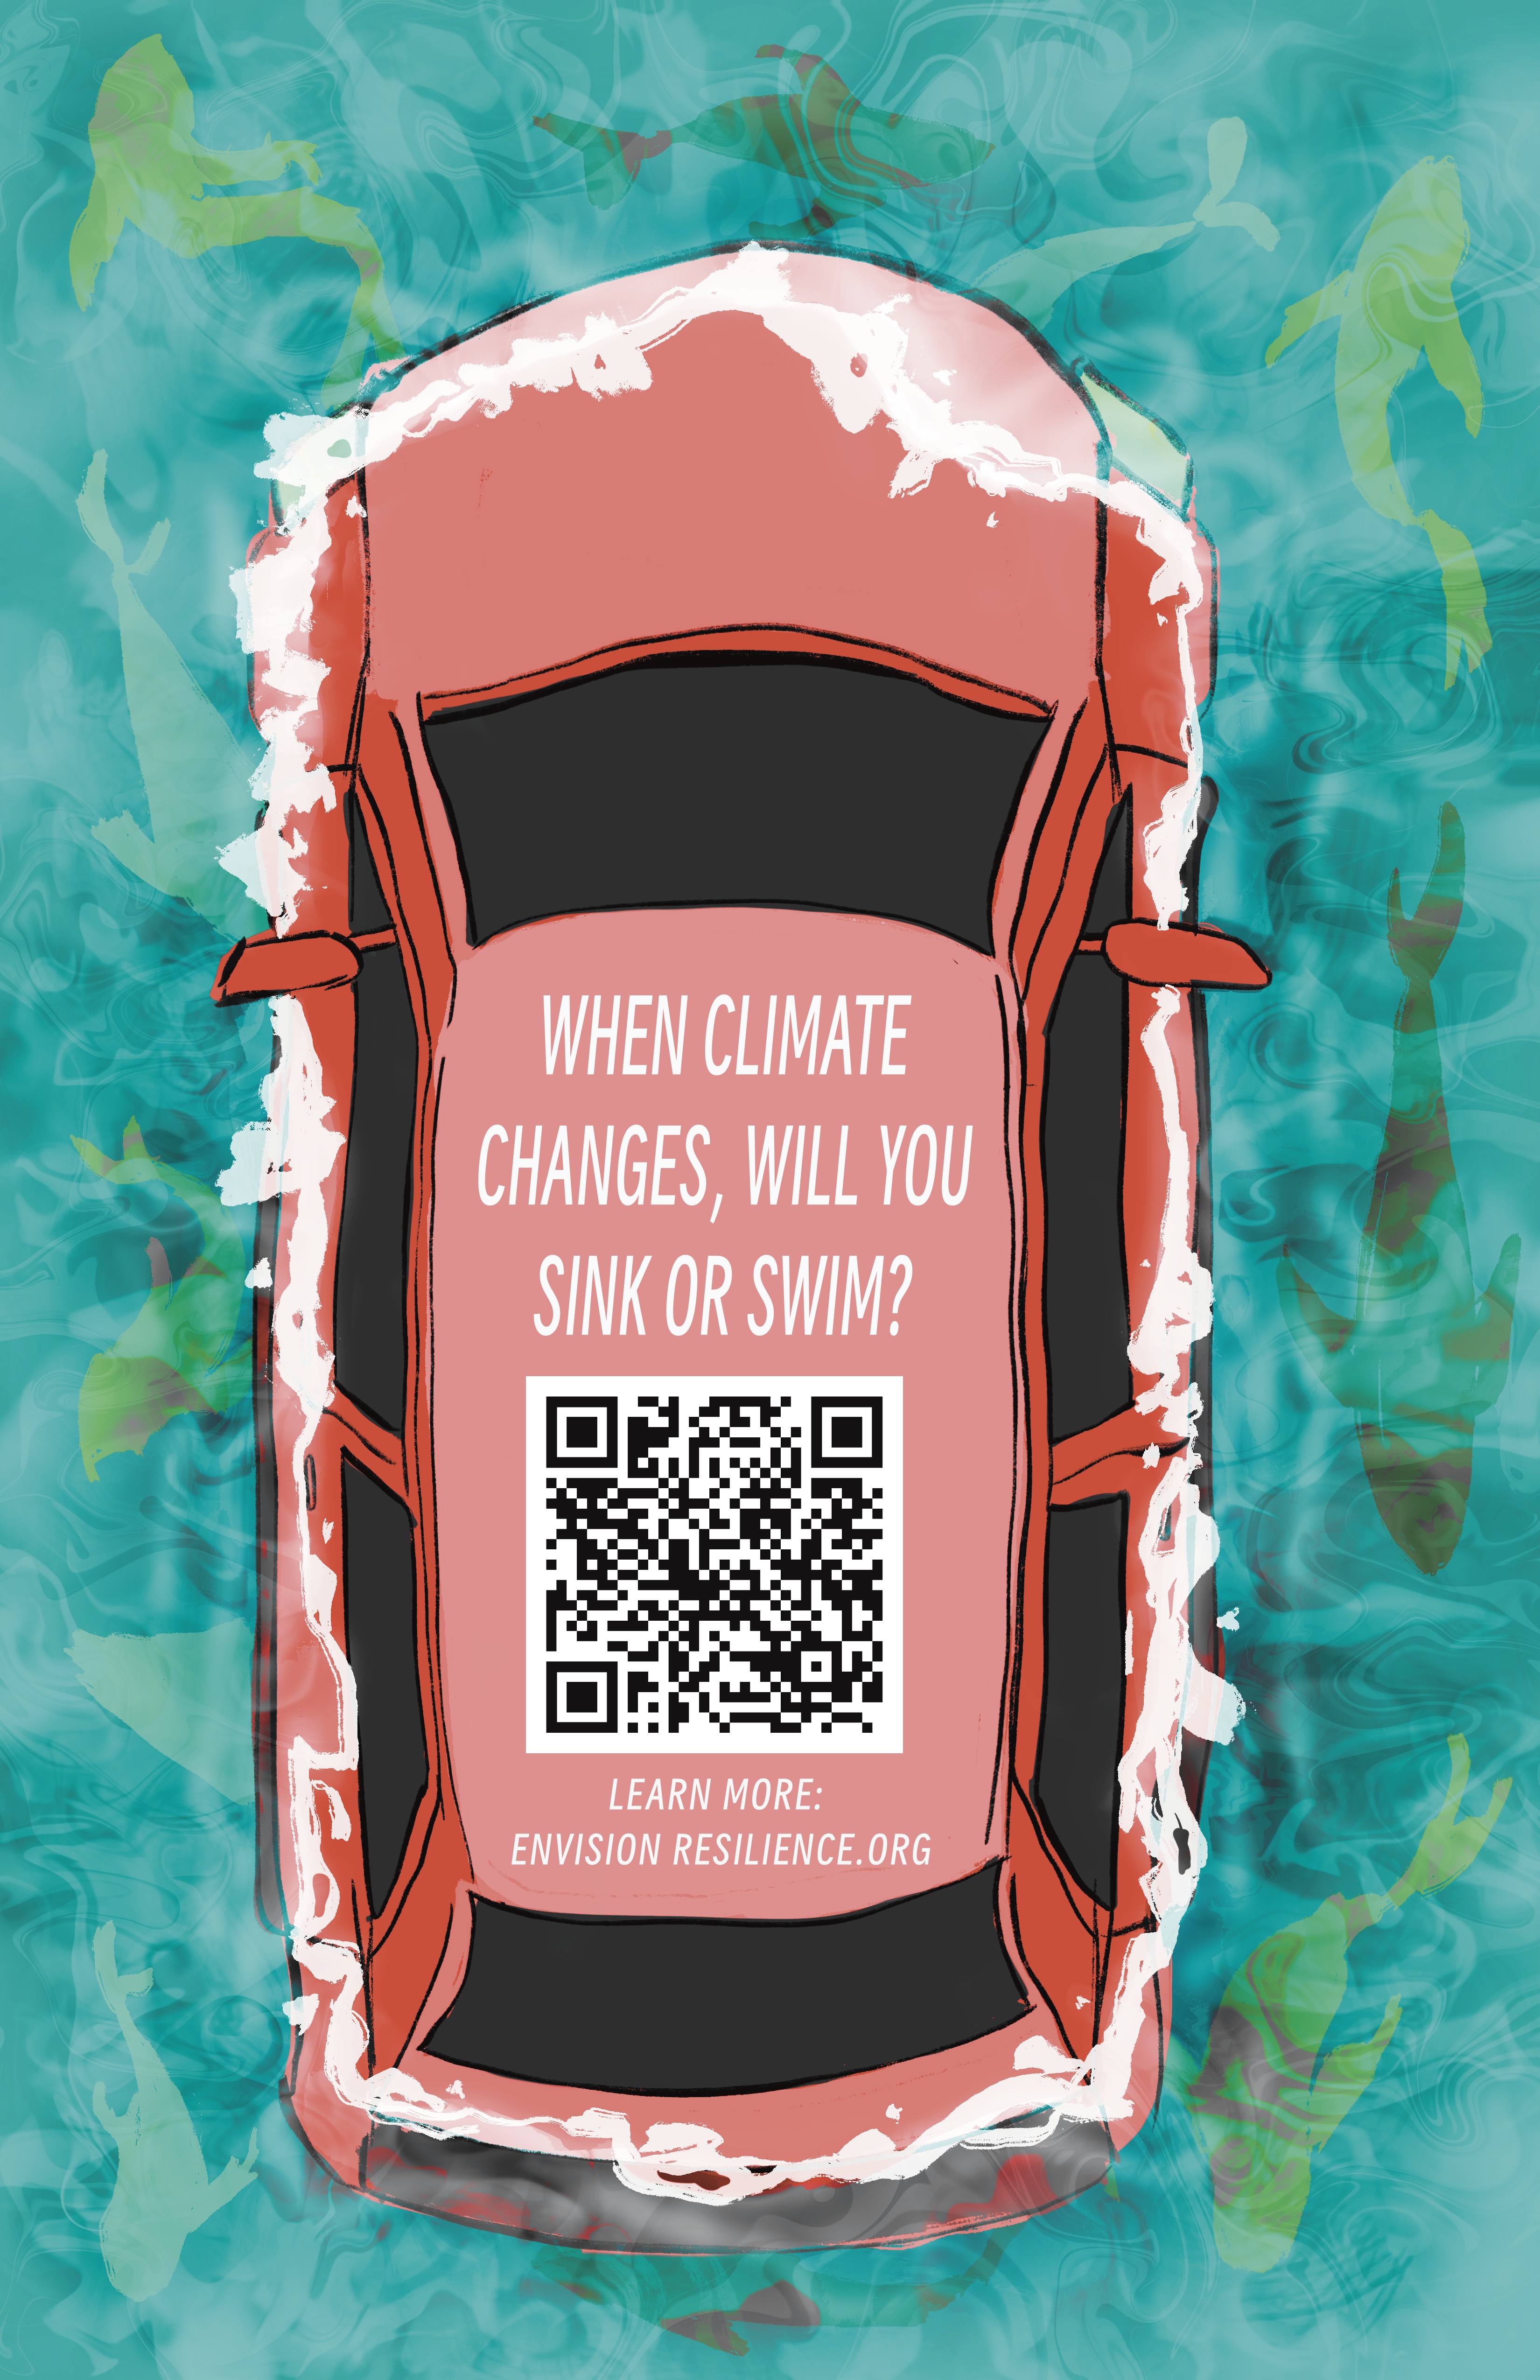 WHEN CLIMATE
CHANGES, WILL YOU
SINK OR SWIM?
LEARN MORE:
ENVISION RESILIENCE.ORG